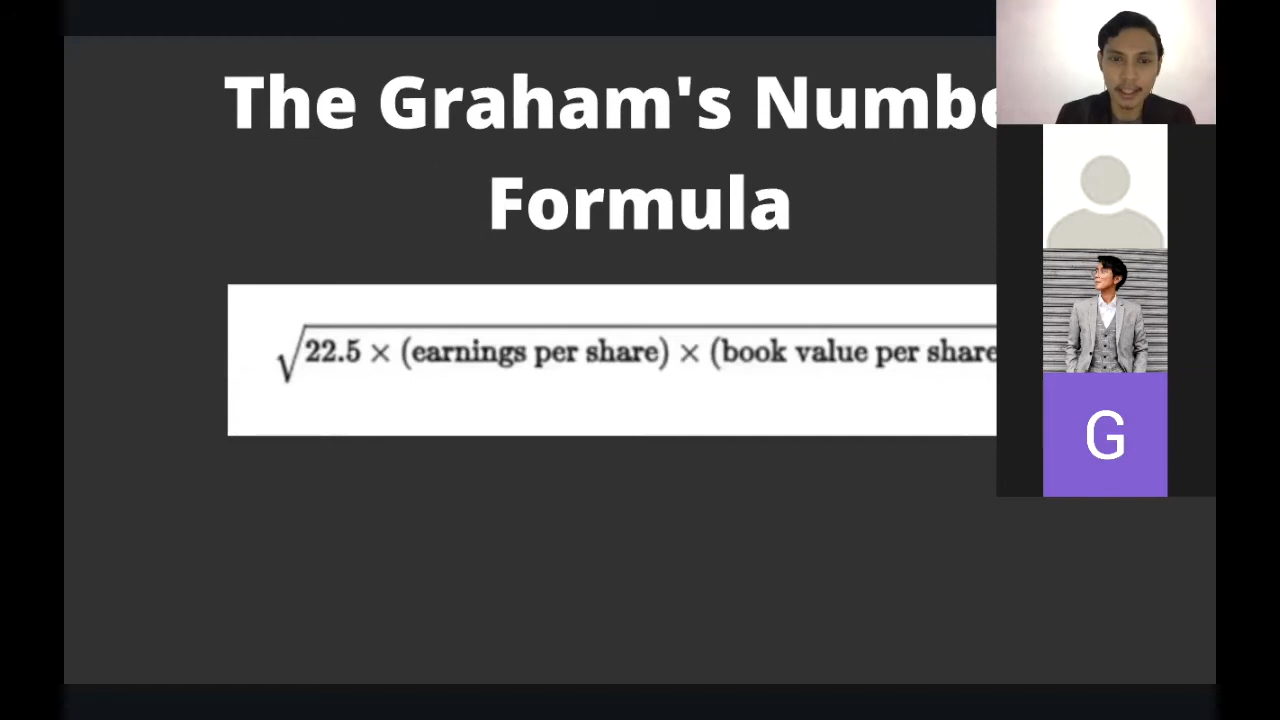 The Graham's Numbe
Formula
√22.5 × (earnings per share) × (book value per share
G